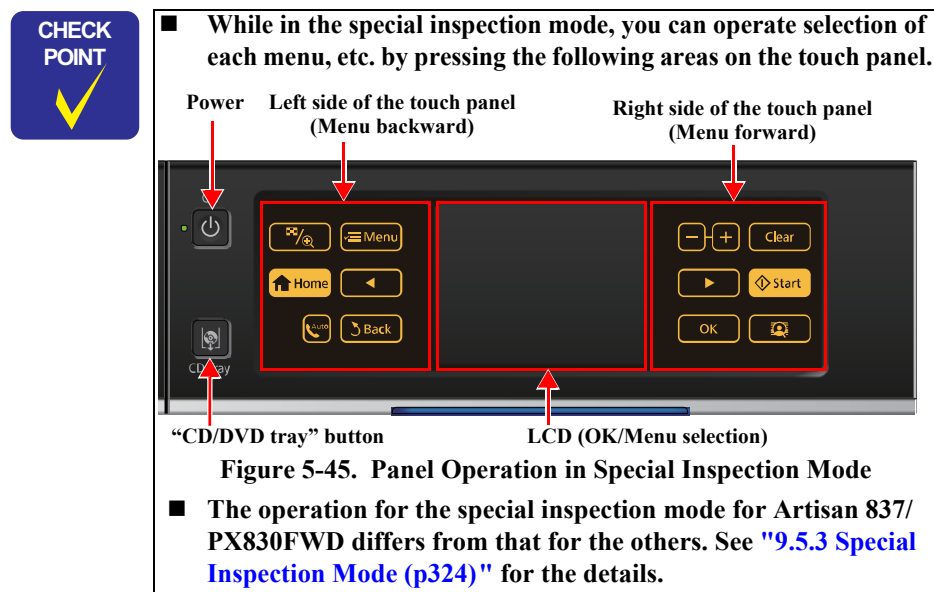 CHECK
POINT
■ While in the special inspection mode, you can operate selection of
each menu, etc. by pressing the following areas on the touch panel.
Power
Left side of the touch panel
(Menu backward)
Right side of the touch panel
(Menu forward)
Menu
Home
Auto
Back
- +
Clear
Start
OK
“CD/DVD tray” button
LCD (OK/Menu selection)
Figure 5-45. Panel Operation in Special Inspection Mode
■ The operation for the special inspection mode for Artisan 837/
PX830FWD differs from that for the others. See "9.5.3 Special
Inspection Mode (p324)" for the details.